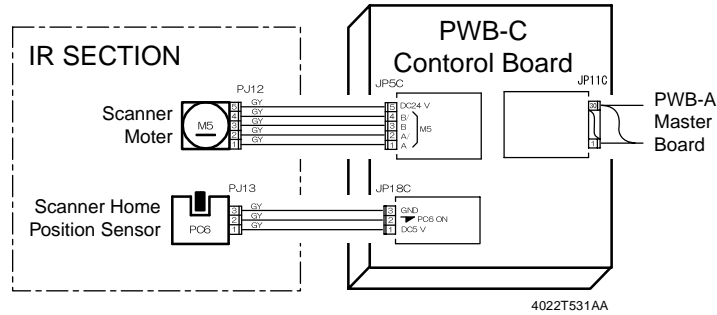 IR SECTION
PWB-C
Contorol Board
PJ12
JP5C
JP11C
Scanner
Moter
M5
5
4
3
2
1
GY
GY
GY
GY
GY
5
4
3
2
1
DC24 V
B/
B
A/
A
M5
30
1
PWB-A
Master
Board
PJ13
JP18C
Scanner Home
Position Sensor
PC6
3
2
1
GY
GY
GY
3
2
1
GND
PC6 ON
DC5 V
4022T531AA